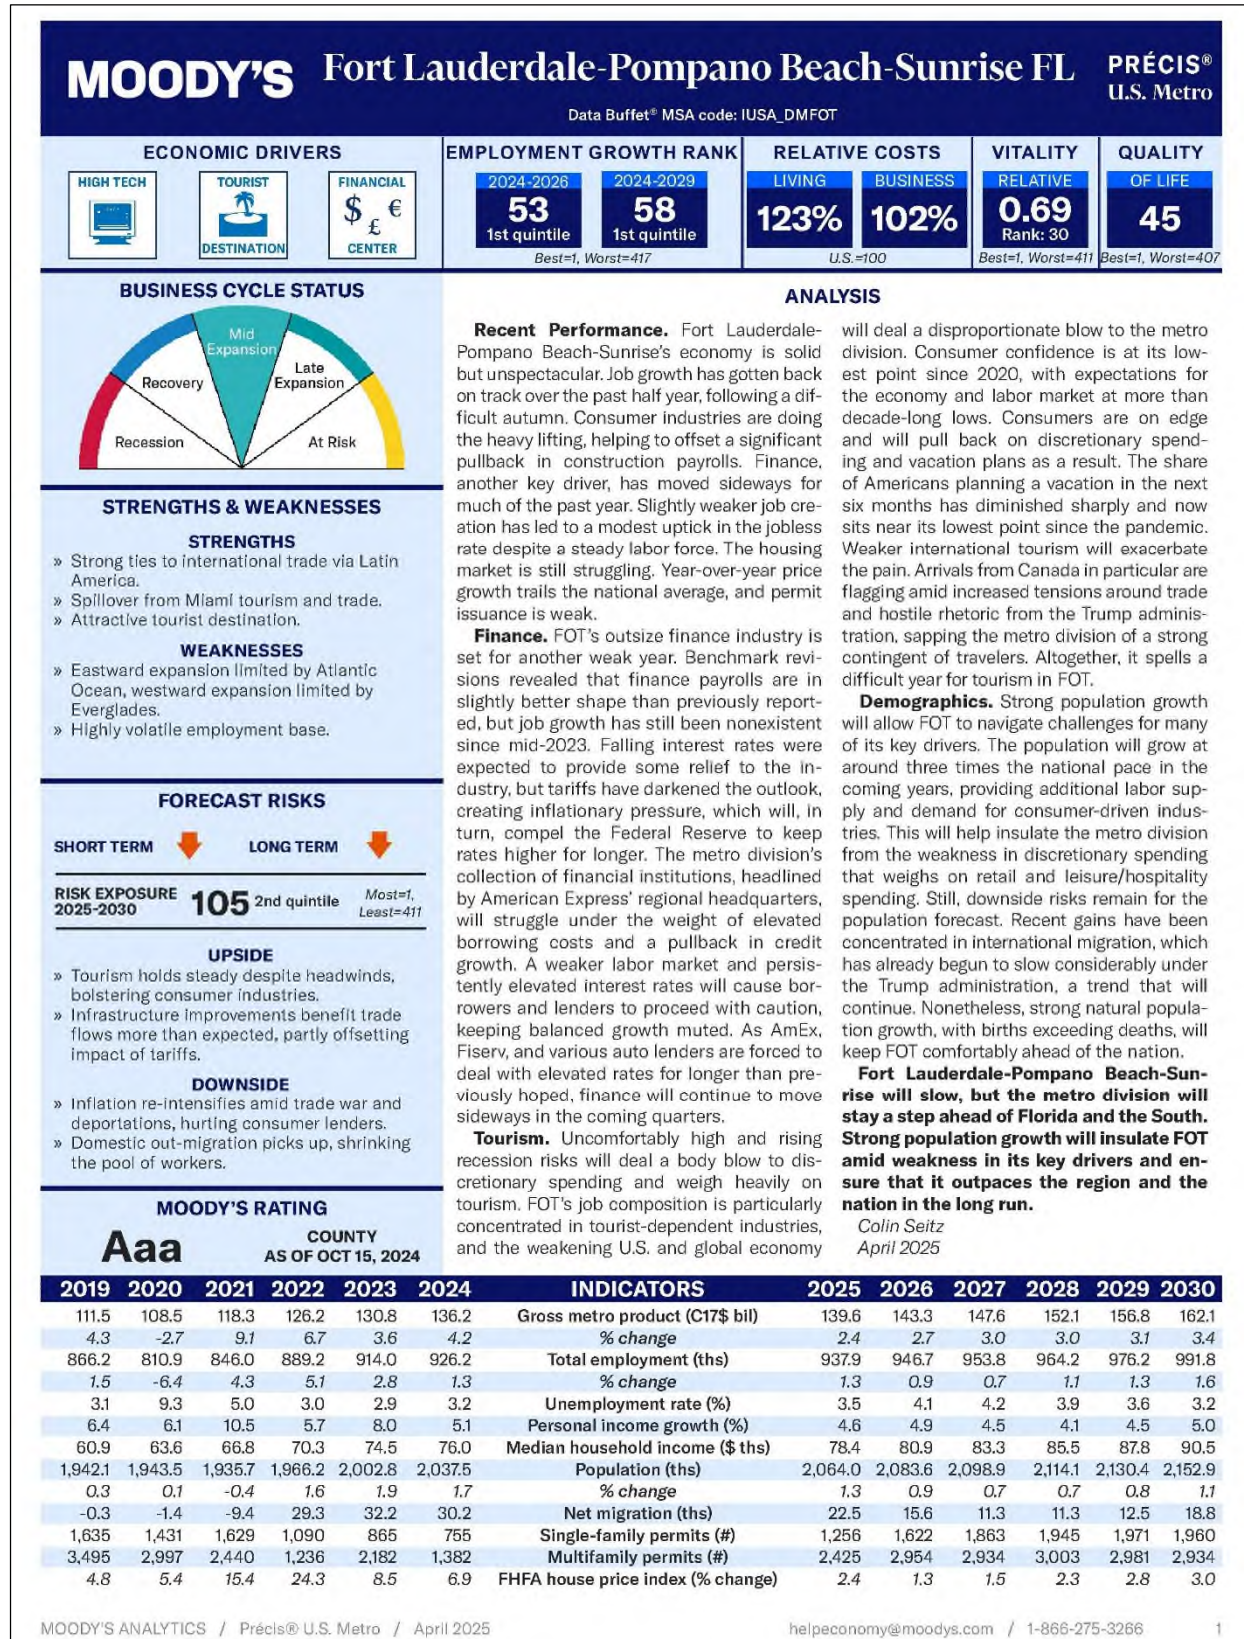 MOODY'S
Fort Lauderdale-Pompano Beach-Sunrise FL
PRÉCIS®
U.S. Metro
Data Buffet® MSA code: IUSA_DMFOT
ECONOMIC DRIVERS
HIGH TECH
TOURIST
DESTINATION
FINANCIAL
$ £ €
CENTER
EMPLOYMENT GROWTH RANK
2024-2026
53
1st quintile
2024-2029
58
1st quintile
Best=1, Worst=417
RELATIVE COSTS
LIVING
123%
BUSINESS
102%
U.S.=100
VITALITY
RELATIVE
0.69
Rank: 30
Best=1, Worst=411
QUALITY
OF LIFE
45
Best=1, Worst=407
BUSINESS CYCLE STATUS
Recession
Recovery
Mid
Expansion
Late
Expansion
At Risk
STRENGTHS & WEAKNESSES
STRENGTHS
» Strong ties to international trade via Latin
America.
» Spillover from Miami tourism and trade.
» Attractive tourist destination.
WEAKNESSES
» Eastward expansion limited by Atlantic
Ocean, westward expansion limited by
Everglades.
» Highly volatile employment base.
FORECAST RISKS
SHORT TERM
LONG TERM
RISK EXPOSURE
2025-2030
105 2nd quintile
Most=1,
Least=411
UPSIDE
» Tourism holds steady despite headwinds,
bolstering consumer industries.
» Infrastructure improvements benefit trade
flows more than expected, partly offsetting
impact of tariffs.
DOWNSIDE
» Inflation re-intensifies amid trade war and
deportations, hurting consumer lenders.
» Domestic out-migration picks up, shrinking
the pool of workers.
MOODY'S RATING
Aaa
COUNTY
AS OF OCT 15, 2024
ANALYSIS
Recent Performance. Fort Lauderdale-
Pompano Beach-Sunrise's economy is solid
but unspectacular. Job growth has gotten back
on track over the past half year, following a dif-
ficult autumn. Consumer industries are doing
the heavy lifting, helping to offset a significant
pullback in construction payrolls. Finance,
another key driver, has moved sideways for
much of the past year. Slightly weaker job cre-
ation has led to a modest uptick in the jobless
rate despite a steady labor force. The housing
market is still struggling. Year-over-year price
growth trails the national average, and permit
issuance is weak.
Finance. FOT's outsize finance industry is
set for another weak year. Benchmark revi-
sions revealed that finance payrolls are in
slightly better shape than previously report-
ed, but job growth has still been nonexistent
since mid-2023. Falling interest rates were
expected to provide some relief to the in-
dustry, but tariffs have darkened the outlook,
creating inflationary pressure, which will, in
turn, compel the Federal Reserve to keep
rates higher for longer. The metro division's
collection of financial institutions, headlined
by American Express' regional headquarters,
will struggle under the weight of elevated
borrowing costs and a pullback in credit
growth. A weaker labor market and persis-
tently elevated interest rates will cause bor-
rowers and lenders to proceed with caution,
keeping balanced growth muted. As AmEx,
Fiserv, and various auto lenders are forced to
deal with elevated rates for longer than pre-
viously hoped, finance will continue to move
sideways in the coming quarters.
Tourism. Uncomfortably high and rising
recession risks will deal a body blow to dis-
cretionary spending and weigh heavily on
tourism. FOT's job composition is particularly
concentrated in tourist-dependent industries,
and the weakening U.S. and global economy
will deal a disproportionate blow to the metro
division. Consumer confidence is at its low-
est point since 2020, with expectations for
the economy and labor market at more than
decade-long lows. Consumers are on edge
and will pull back on discretionary spend-
ing and vacation plans as a result. The share
of Americans planning a vacation in the next
six months has diminished sharply and now
sits near its lowest point since the pandemic.
Weaker international tourism will exacerbate
the pain. Arrivals from Canada in particular are
flagging amid increased tensions around trade
and hostile rhetoric from the Trump adminis-
tration, sapping the metro division of a strong
contingent of travelers. Altogether, it spells a
difficult year for tourism in FOT.
Demographics. Strong population growth
will allow FOT to navigate challenges for many
of its key drivers. The population will grow at
around three times the national pace in the
coming years, providing additional labor sup-
ply and demand for consumer-driven indus-
tries. This will help insulate the metro division
from the weakness in discretionary spending
that weighs on retail and leisure/hospitality
spending. Still, downside risks remain for the
population forecast. Recent gains have been
concentrated in international migration, which
has already begun to slow considerably under
the Trump administration, a trend that will
continue. Nonetheless, strong natural popula-
tion growth, with births exceeding deaths, will
keep FOT comfortably ahead of the nation.
Fort Lauderdale-Pompano Beach-Sun-
rise will slow, but the metro division will
stay a step ahead of Florida and the South.
Strong population growth will insulate FOT
amid weakness in its key drivers and en-
sure that it outpaces the region and the
nation in the long run.
Colin Seitz
April 2025
2019 2020 2021 2022 2023 2024 INDICATORS 2025 2026 2027 2028 2029 2030
111.5 108.5 118.3 126.2 130.8 136.2 Gross metro product (C17$ bil) 139.6 143.3 147.6 152.1 156.8 162.1
4.3 -2.7 9.1 6.7 3.6 4.2 % change 2.4 2.7 3.0 3.0 3.1 3.4
866.2 810.9 846.0 889.2 914.0 926.2 Total employment (ths) 937.9 946.7 953.8 964.2 976.2 991.8
1.5 -6.4 4.3 5.1 2.8 1.3 % change 1.3 0.9 0.7 1.1 1.3 1.6
3.1 9.3 5.0 3.0 2.9 3.2 Unemployment rate (%) 3.5 4.1 4.2 3.9 3.6 3.2
6.4 6.1 10.5 5.7 8.0 5.1 Personal income growth (%) 4.6 4.9 4.5 4.1 4.5 5.0
60.9 63.6 66.8 70.3 74.5 76.0 Median household income ($ ths) 78.4 80.9 83.3 85.5 87.8 90.5
1,942.1 1,943.5 1,935.7 1,966.2 2,002.8 2,037.5 Population (ths) 2,064.0 2,083.6 2,098.9 2,114.1 2,130.4 2,152.9
0.3 0.1 -0.4 1.6 1.9 1.7 % change 1.3 0.9 0.7 0.7 0.8 1.1
-0.3 -1.4 -9.4 29.3 32.2 30.2 Net migration (ths) 22.5 15.6 11.3 11.3 12.5 18.8
1,635 1,431 1,629 1,090 865 755 Single-family permits (#) 1,256 1,622 1,863 1,945 1,971 1,960
3,495 2,997 2,440 1,236 2,182 1,382 Multifamily permits (#) 2,425 2,954 2,934 3,003 2,981 2,934
4.8 5.4 15.4 24.3 8.5 6.9 FHFA house price index (% change) 2.4 1.3 1.5 2.3 2.8 3.0
MOODY'S ANALYTICS / Précis® U.S. Metro / April 2025
helpeconomy@moodys.com / 1-866-275-3266
1